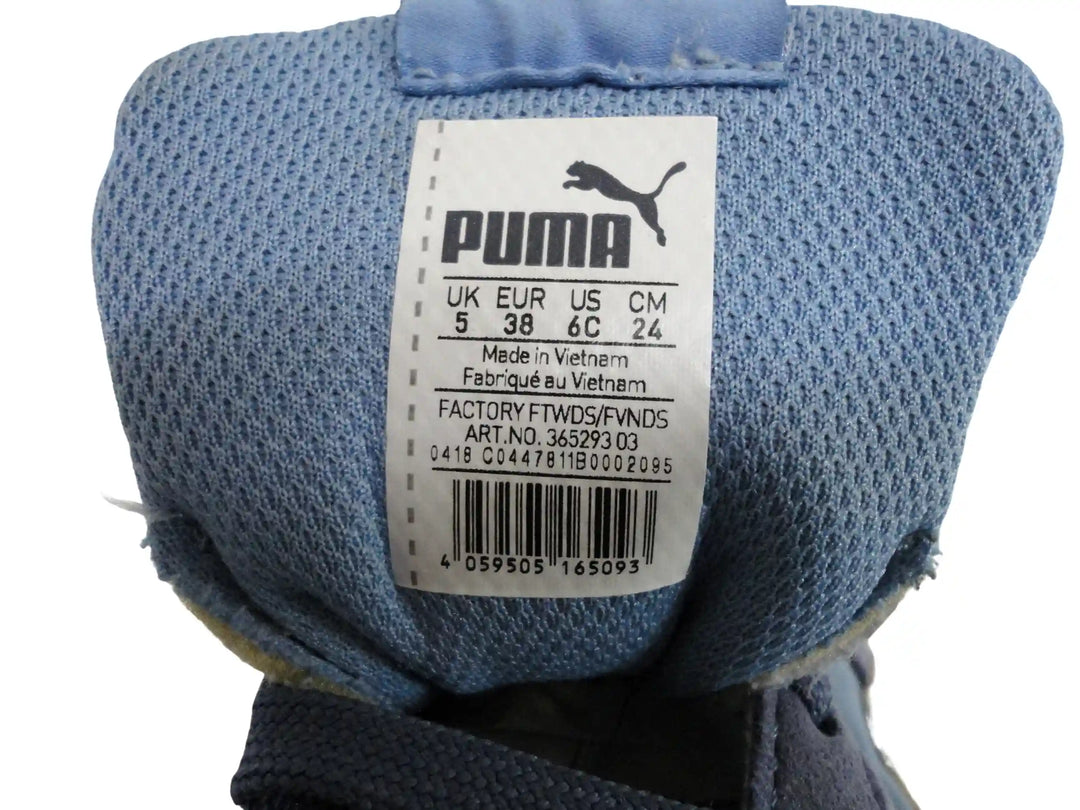 PUMA
UK EUR US CM
5 38 6C 24
Made in Vietnam
Fabriqué au Vietnam
FACTORY FTWDS/FVNDS
ART.NO. 365293 03
0418 C0447811B0002095
4 059505 165093